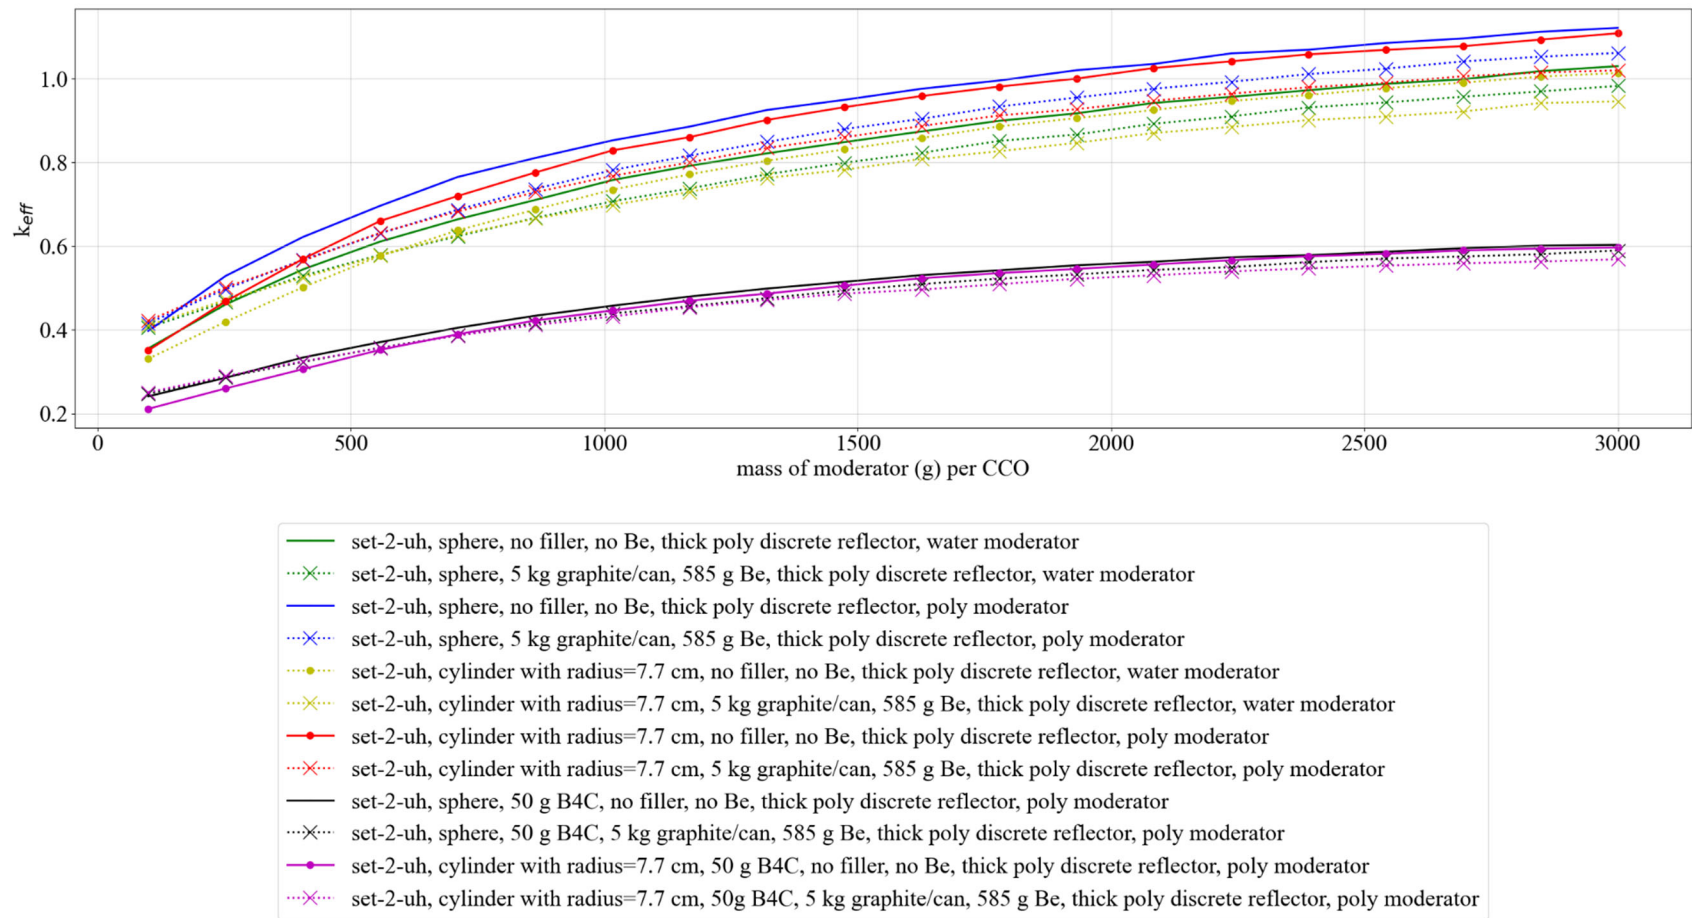 1.0
0.8
0.6
0.4
0.2
keff
0 500 1000 1500 2000 2500 3000
mass of moderator (g) per CCO
set-2-uh, sphere, no filler, no Be, thick poly discrete reflector, water moderator
set-2-uh, sphere, 5 kg graphite/can, 585 g Be, thick poly discrete reflector, water moderator
set-2-uh, sphere, no filler, no Be, thick poly discrete reflector, poly moderator
set-2-uh, sphere, 5 kg graphite/can, 585 g Be, thick poly discrete reflector, poly moderator
set-2-uh, cylinder with radius=7.7 cm, no filler, no Be, thick poly discrete reflector, water moderator
set-2-uh, cylinder with radius=7.7 cm, 5 kg graphite/can, 585 g Be, thick poly discrete reflector, water moderator
set-2-uh, cylinder with radius=7.7 cm, no filler, no Be, thick poly discrete reflector, poly moderator
set-2-uh, cylinder with radius=7.7 cm, 5 kg graphite/can, 585 g Be, thick poly discrete reflector, poly moderator
set-2-uh, sphere, 50 g B4C, no filler, no Be, thick poly discrete reflector, poly moderator
set-2-uh, sphere, 50 g B4C, 5 kg graphite/can, 585 g Be, thick poly discrete reflector, poly moderator
set-2-uh, cylinder with radius=7.7 cm, 50 g B4C, no filler, no Be, thick poly discrete reflector, poly moderator
set-2-uh, cylinder with radius=7.7 cm, 50g B4C, 5 kg graphite/can, 585 g Be, thick poly discrete reflector, poly moderator